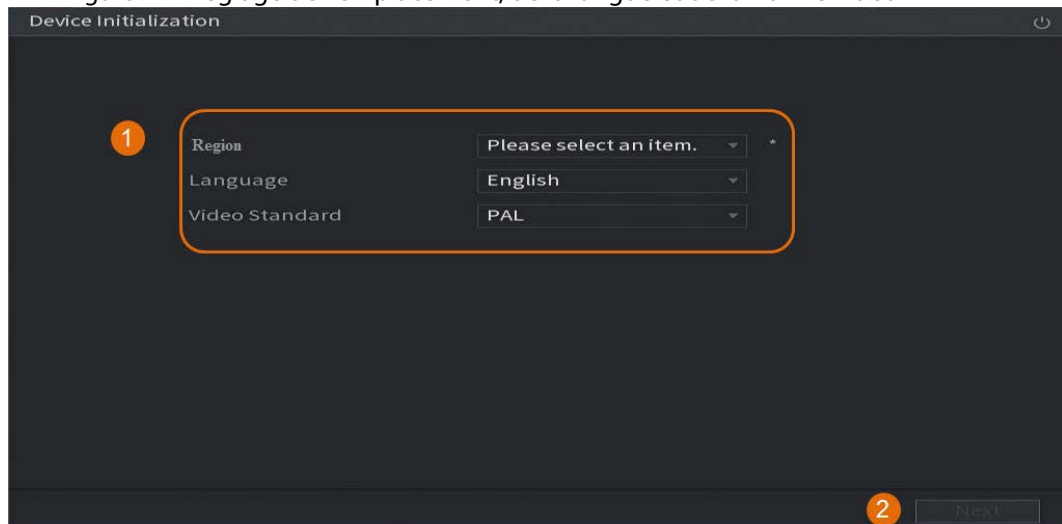 Device Initialization
1
Region Please select an item. *
Language English
Video Standard PAL
2 Next